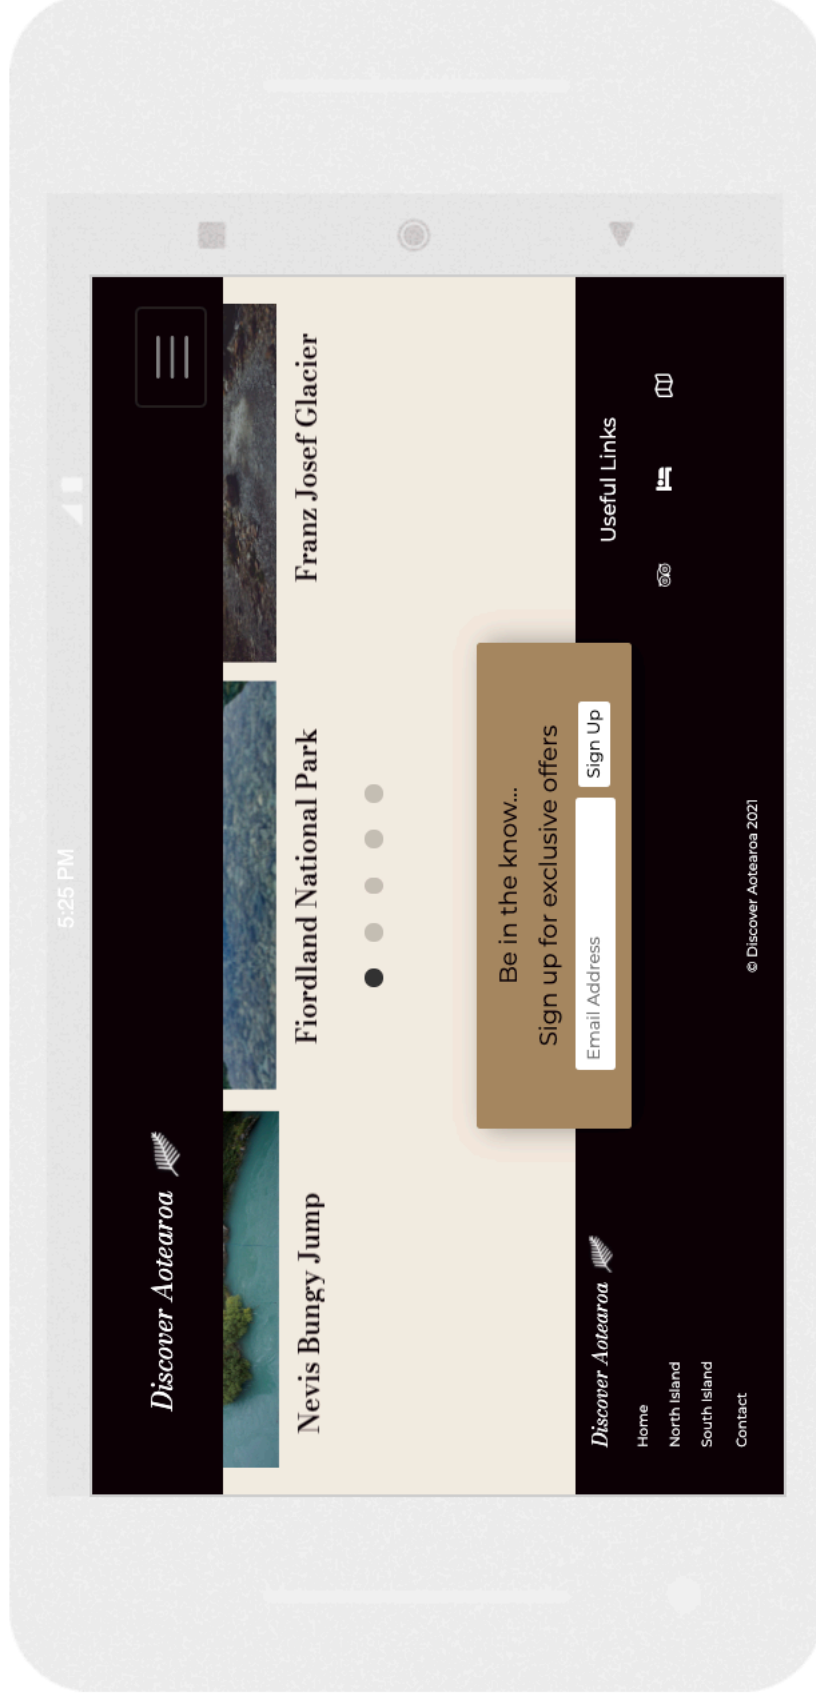 5:25 PM
Discover Aotearoa
Nevis Bungy Jump
Fiordland National Park
Franz Josef Glacier
Be in the know...
Sign up for exclusive offers
Email Address
Sign Up
Discover Aotearoa
Home
North Island
South Island
Contact
Useful Links
© Discover Aotearoa 2021